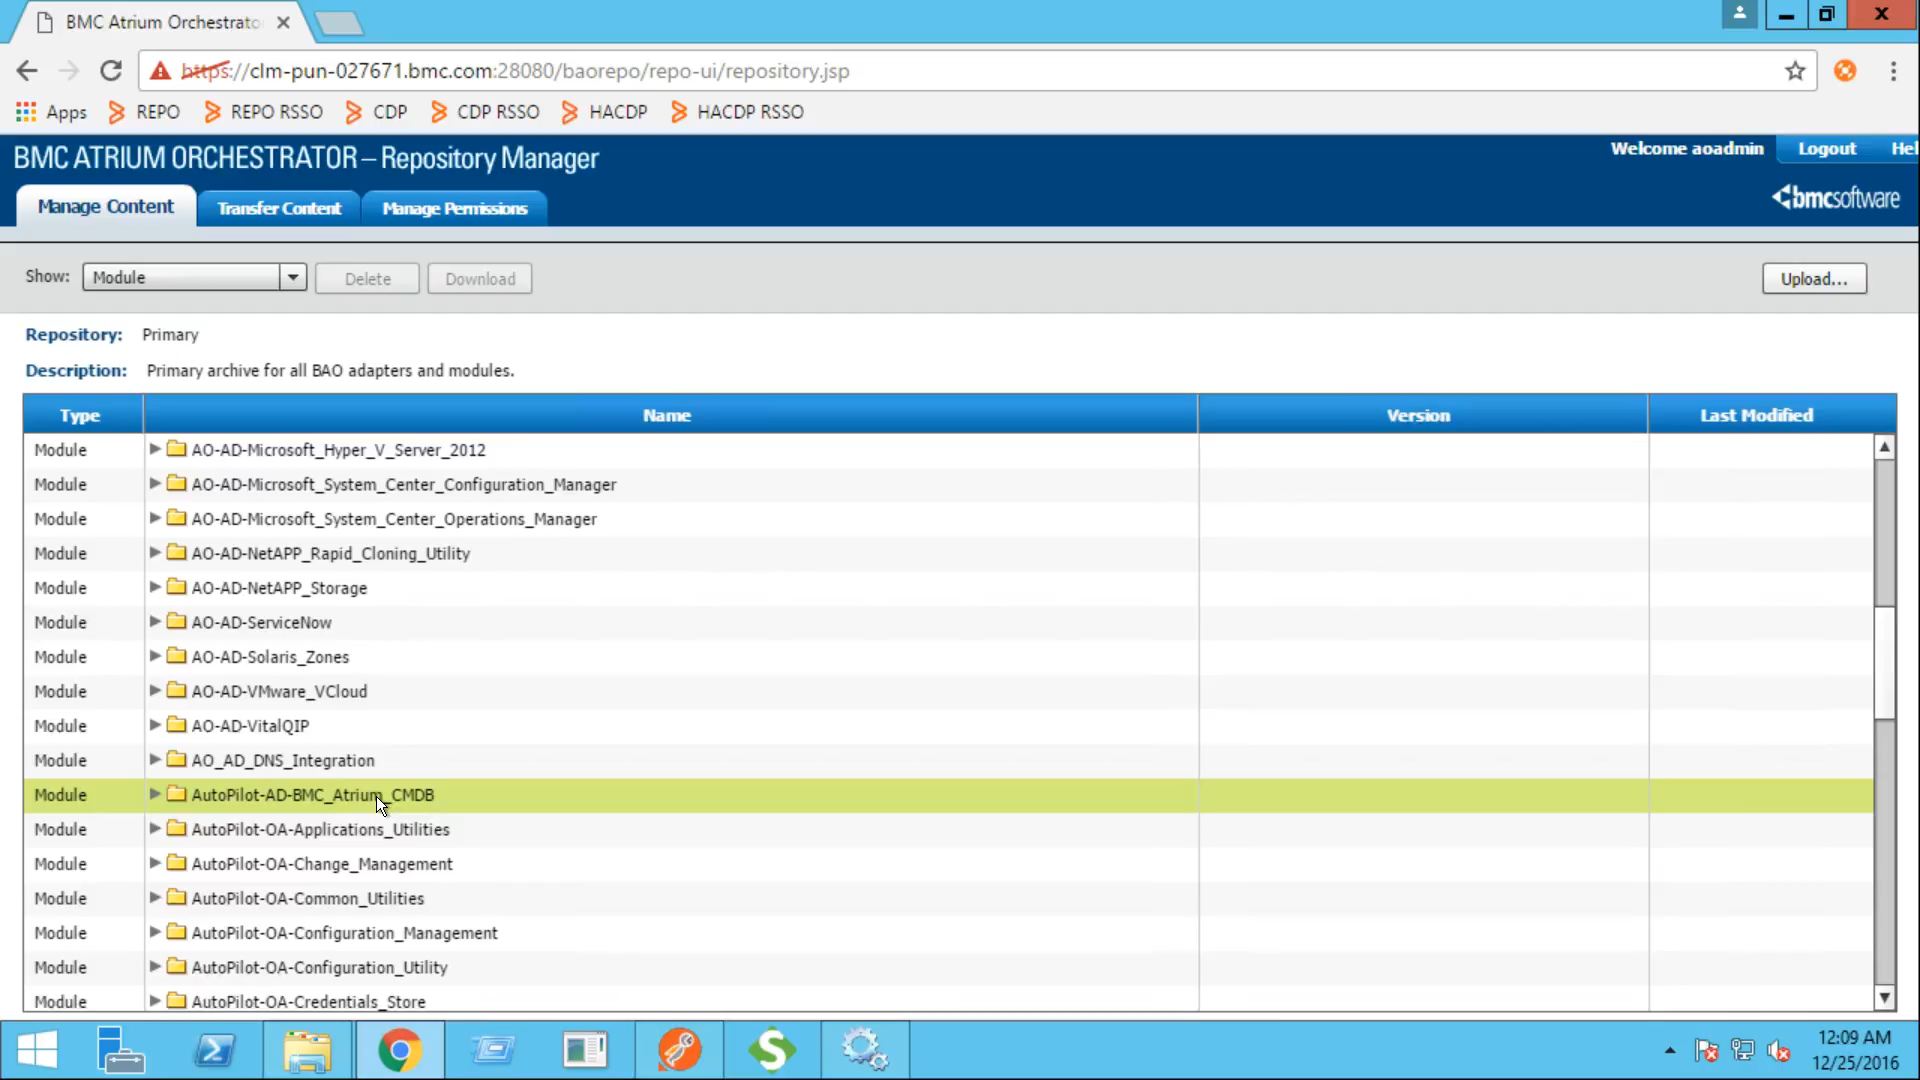 BMC Atrium Orchestrato
https://clm-pun-027671.bmc.com:28080/baorepo/repo-ui/repository.jsp
Apps REPO REPO RSSO CDP CDP RSSO HACDP HACDP RSSO
BMC ATRIUM ORCHESTRATOR – Repository Manager
Welcome aoadmin Logout Hel
Manage Content Transfer Content Manage Permissions
bmcsoftware
Show: Module Delete Download Upload...
Repository: Primary
Description: Primary archive for all BAO adapters and modules.
Type Name Version Last Modified
Module AO-AD-Microsoft_Hyper_V_Server_2012
Module AO-AD-Microsoft_System_Center_Configuration_Manager
Module AO-AD-Microsoft_System_Center_Operations_Manager
Module AO-AD-NetAPP_Rapid_Cloning_Utility
Module AO-AD-NetAPP_Storage
Module AO-AD-ServiceNow
Module AO-AD-Solaris_Zones
Module AO-AD-VMware_VCloud
Module AO-AD-VitalQIP
Module AO_AD_DNS_Integration
Module AutoPilot-AD-BMC_Atrium_CMDB
Module AutoPilot-OA-Applications_Utilities
Module AutoPilot-OA-Change_Management
Module AutoPilot-OA-Common_Utilities
Module AutoPilot-OA-Configuration_Management
Module AutoPilot-OA-Configuration_Utility
Module AutoPilot-OA-Credentials_Store
12:09 AM
12/25/2016